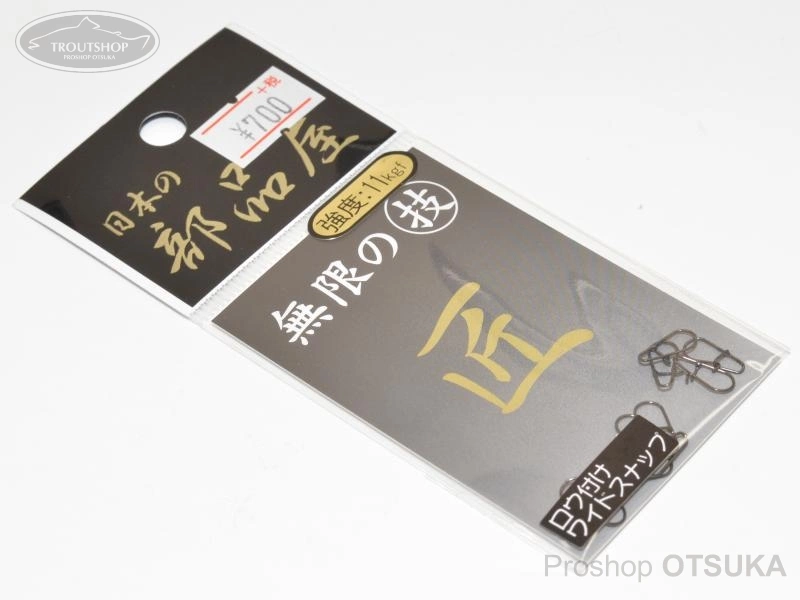 TROUTSHOP
PROSHOP OTSUKA
+税
¥700
日本の
部品屋
強度:11kgf
無限の技
匠
ロウ付け
ワイドスナップ
Proshop OTSUKA